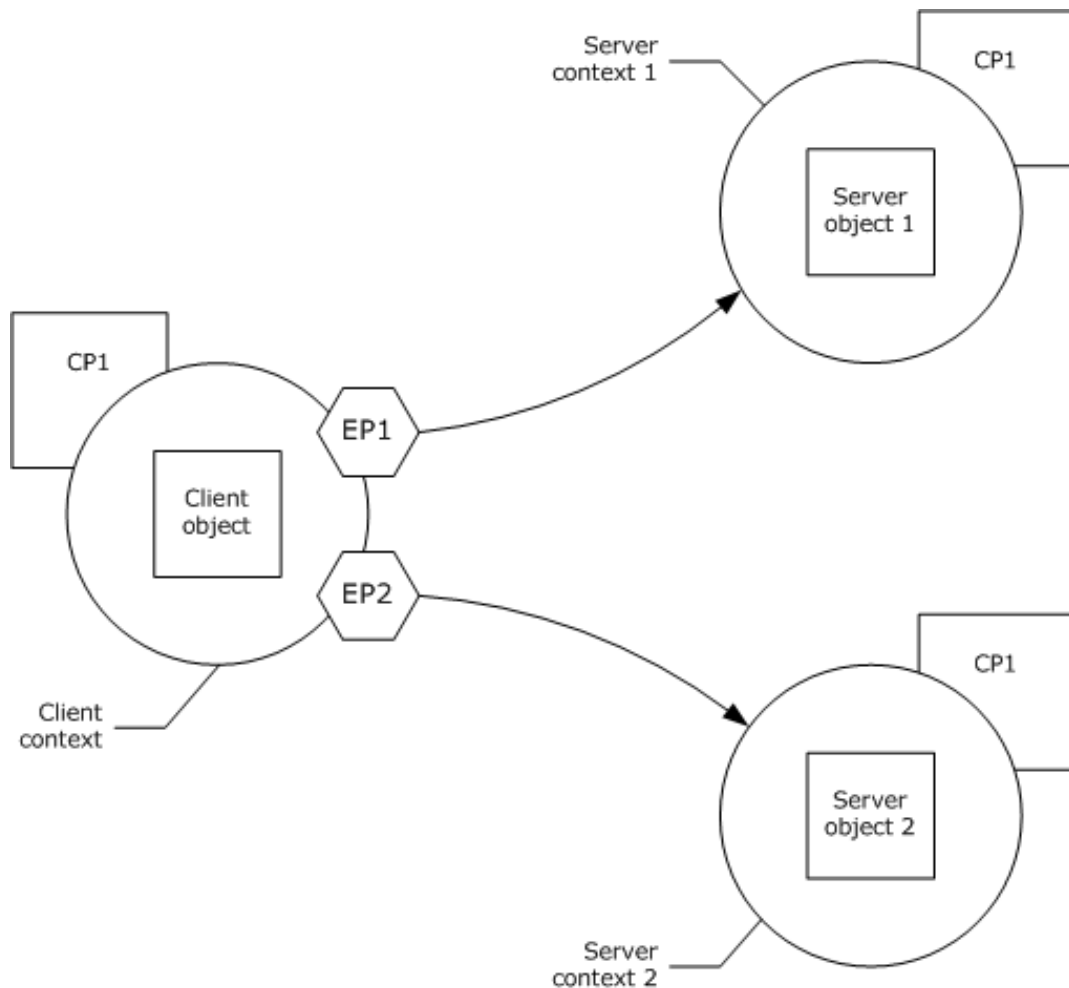 Server
context 1
CP1
Server
object 1
CP1
EP1
Client
object
EP2
Client
context
CP1
Server
object 2
Server
context 2